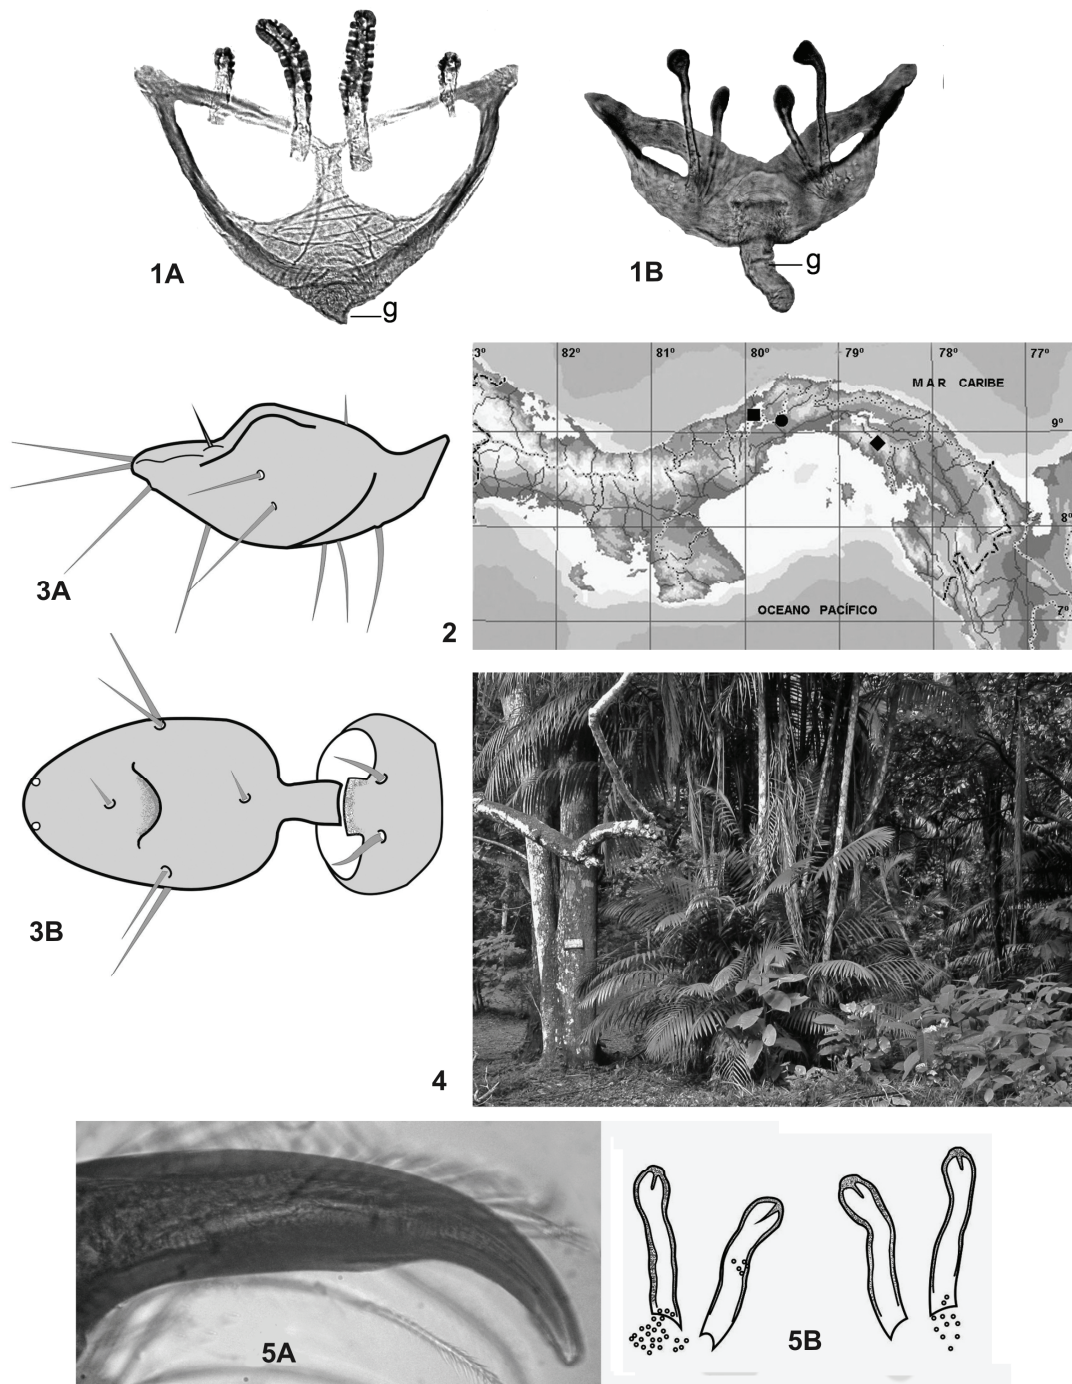 1A
g
1B
g
3º
82º
81º
80º
79º
78º
77º
MAR CARIBE
9º
8º
7º
OCEANO PACÍFICO
3A
2
3B
4
5A
5B